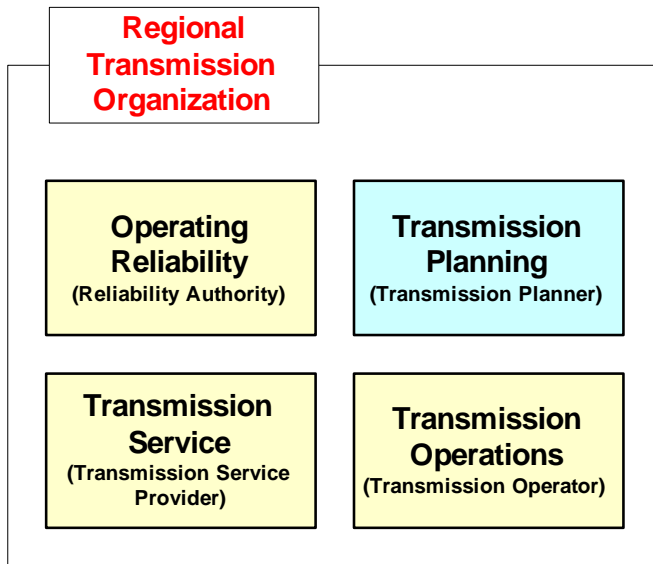 Regional
Transmission
Organization
Operating
Reliability
(Reliability Authority)
Transmission
Planning
(Transmission Planner)
Transmission
Service
(Transmission Service
Provider)
Transmission
Operations
(Transmission Operator)